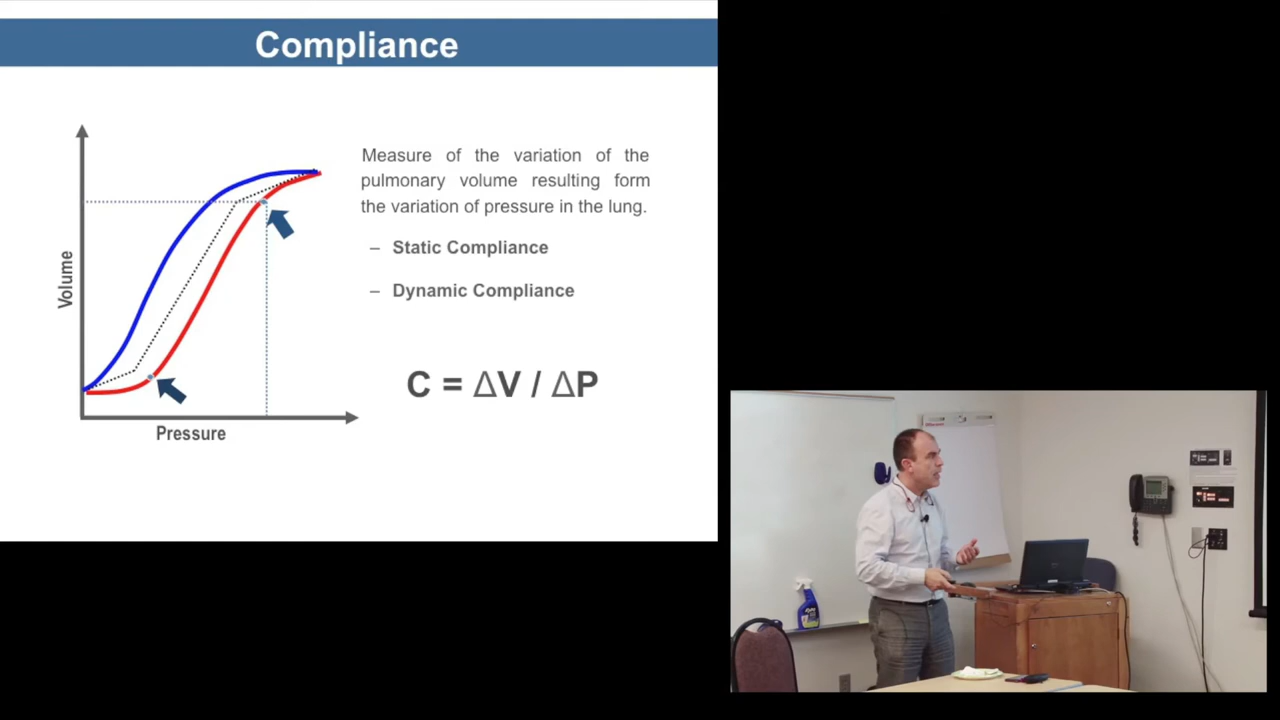 Compliance
Measure of the variation of the
pulmonary volume resulting form
the variation of pressure in the lung.
– Static Compliance
– Dynamic Compliance
C = ΔV / ΔP
Volume
Pressure